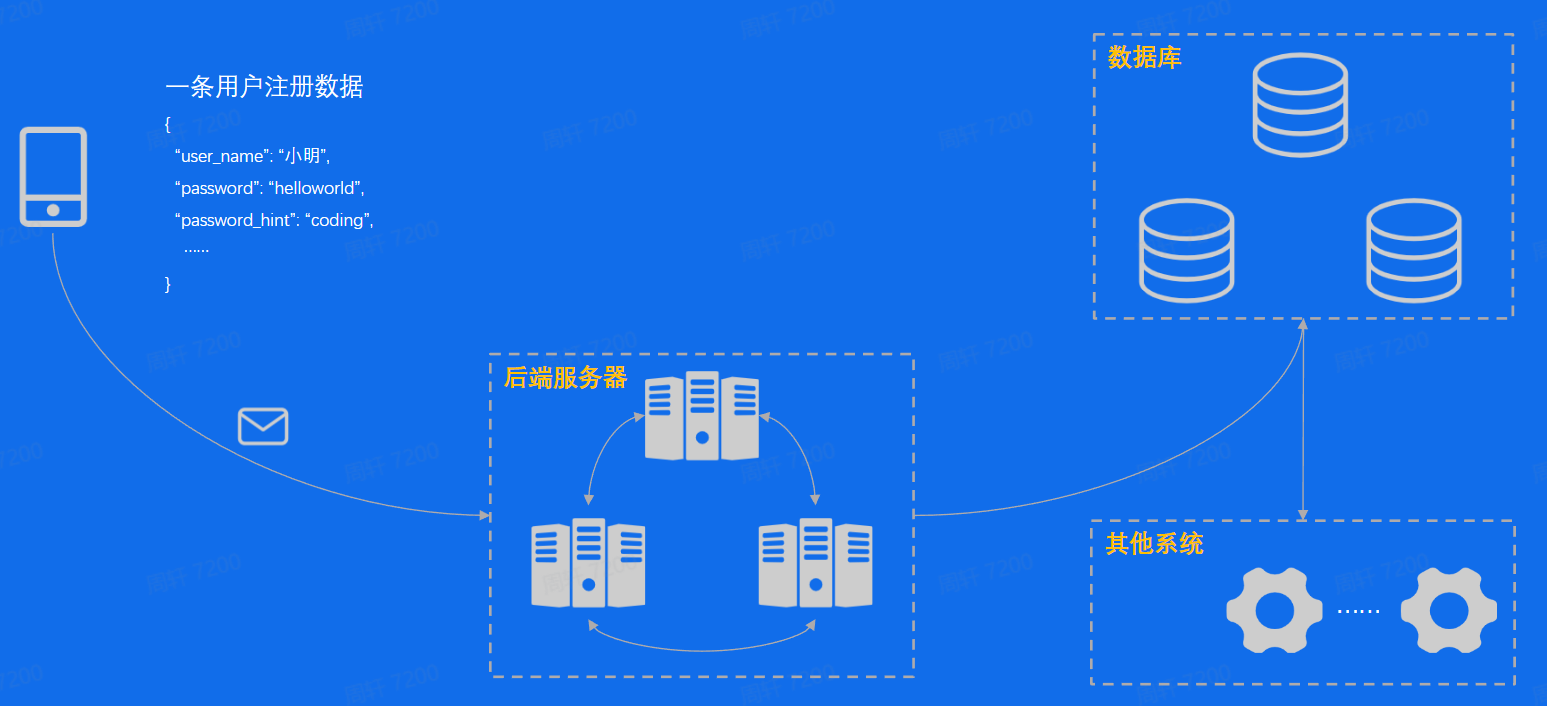 一条用户注册数据
{
“user_name”: “小明”,
“password”: “helloworld”,
“password_hint”: “coding”,
……
}
数据库
后端服务器
其他系统
……
周轩 7200